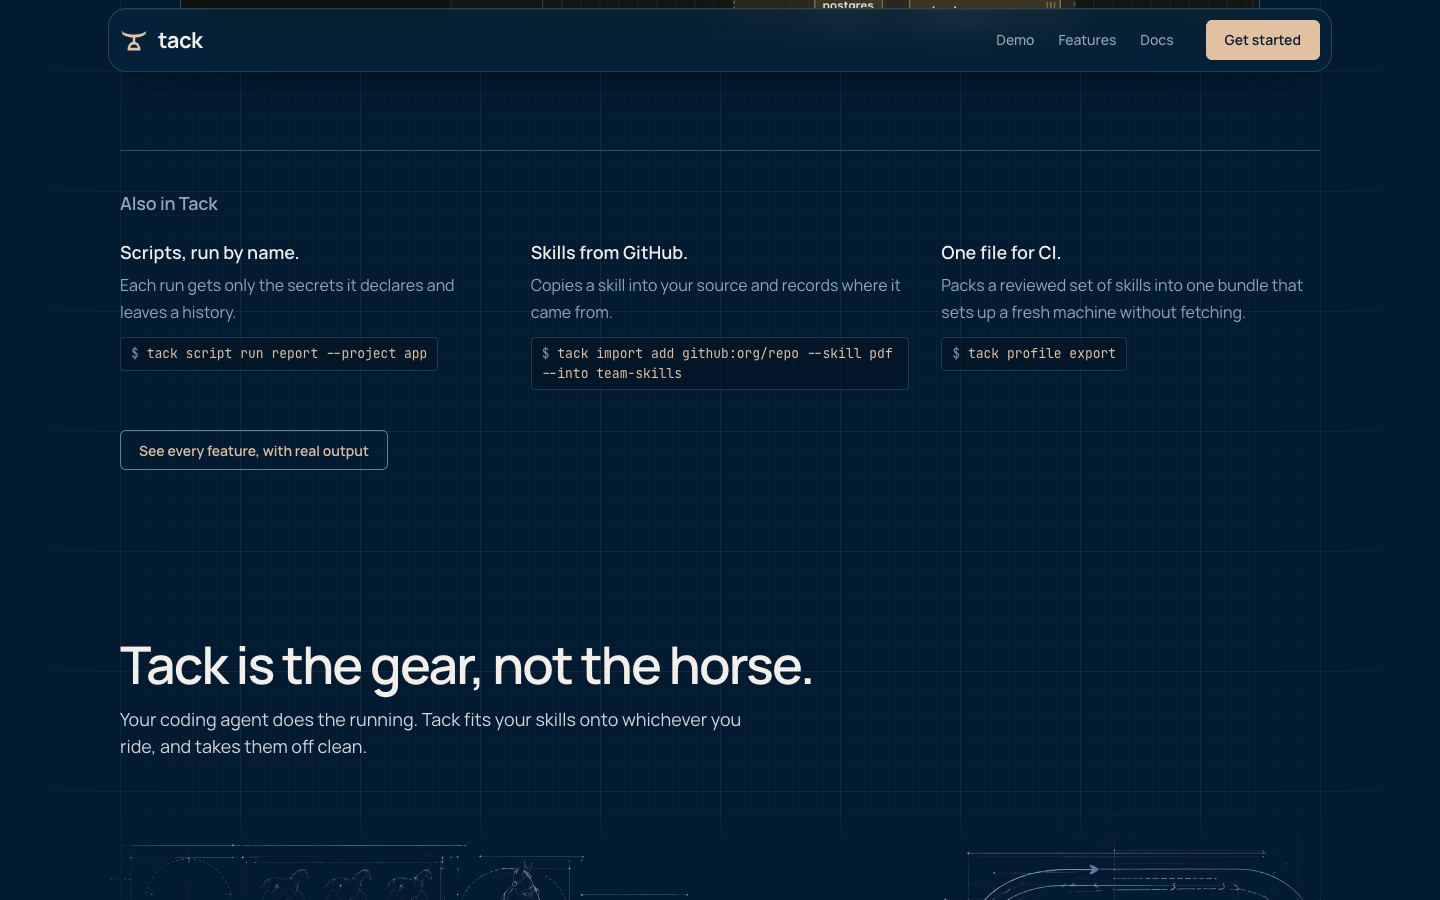 postgres
tack
Demo
Features
Docs
Get started
Also in Tack
Scripts, run by name.
Each run gets only the secrets it declares and
leaves a history.
$ tack script run report --project app
Skills from GitHub.
Copies a skill into your source and records where it
came from.
$ tack import add github:org/repo --skill pdf
--into team-skills
One file for CI.
Packs a reviewed set of skills into one bundle that
sets up a fresh machine without fetching.
$ tack profile export
See every feature, with real output
Tack is the gear, not the horse.
Your coding agent does the running. Tack fits your skills onto whichever you
ride, and takes them off clean.